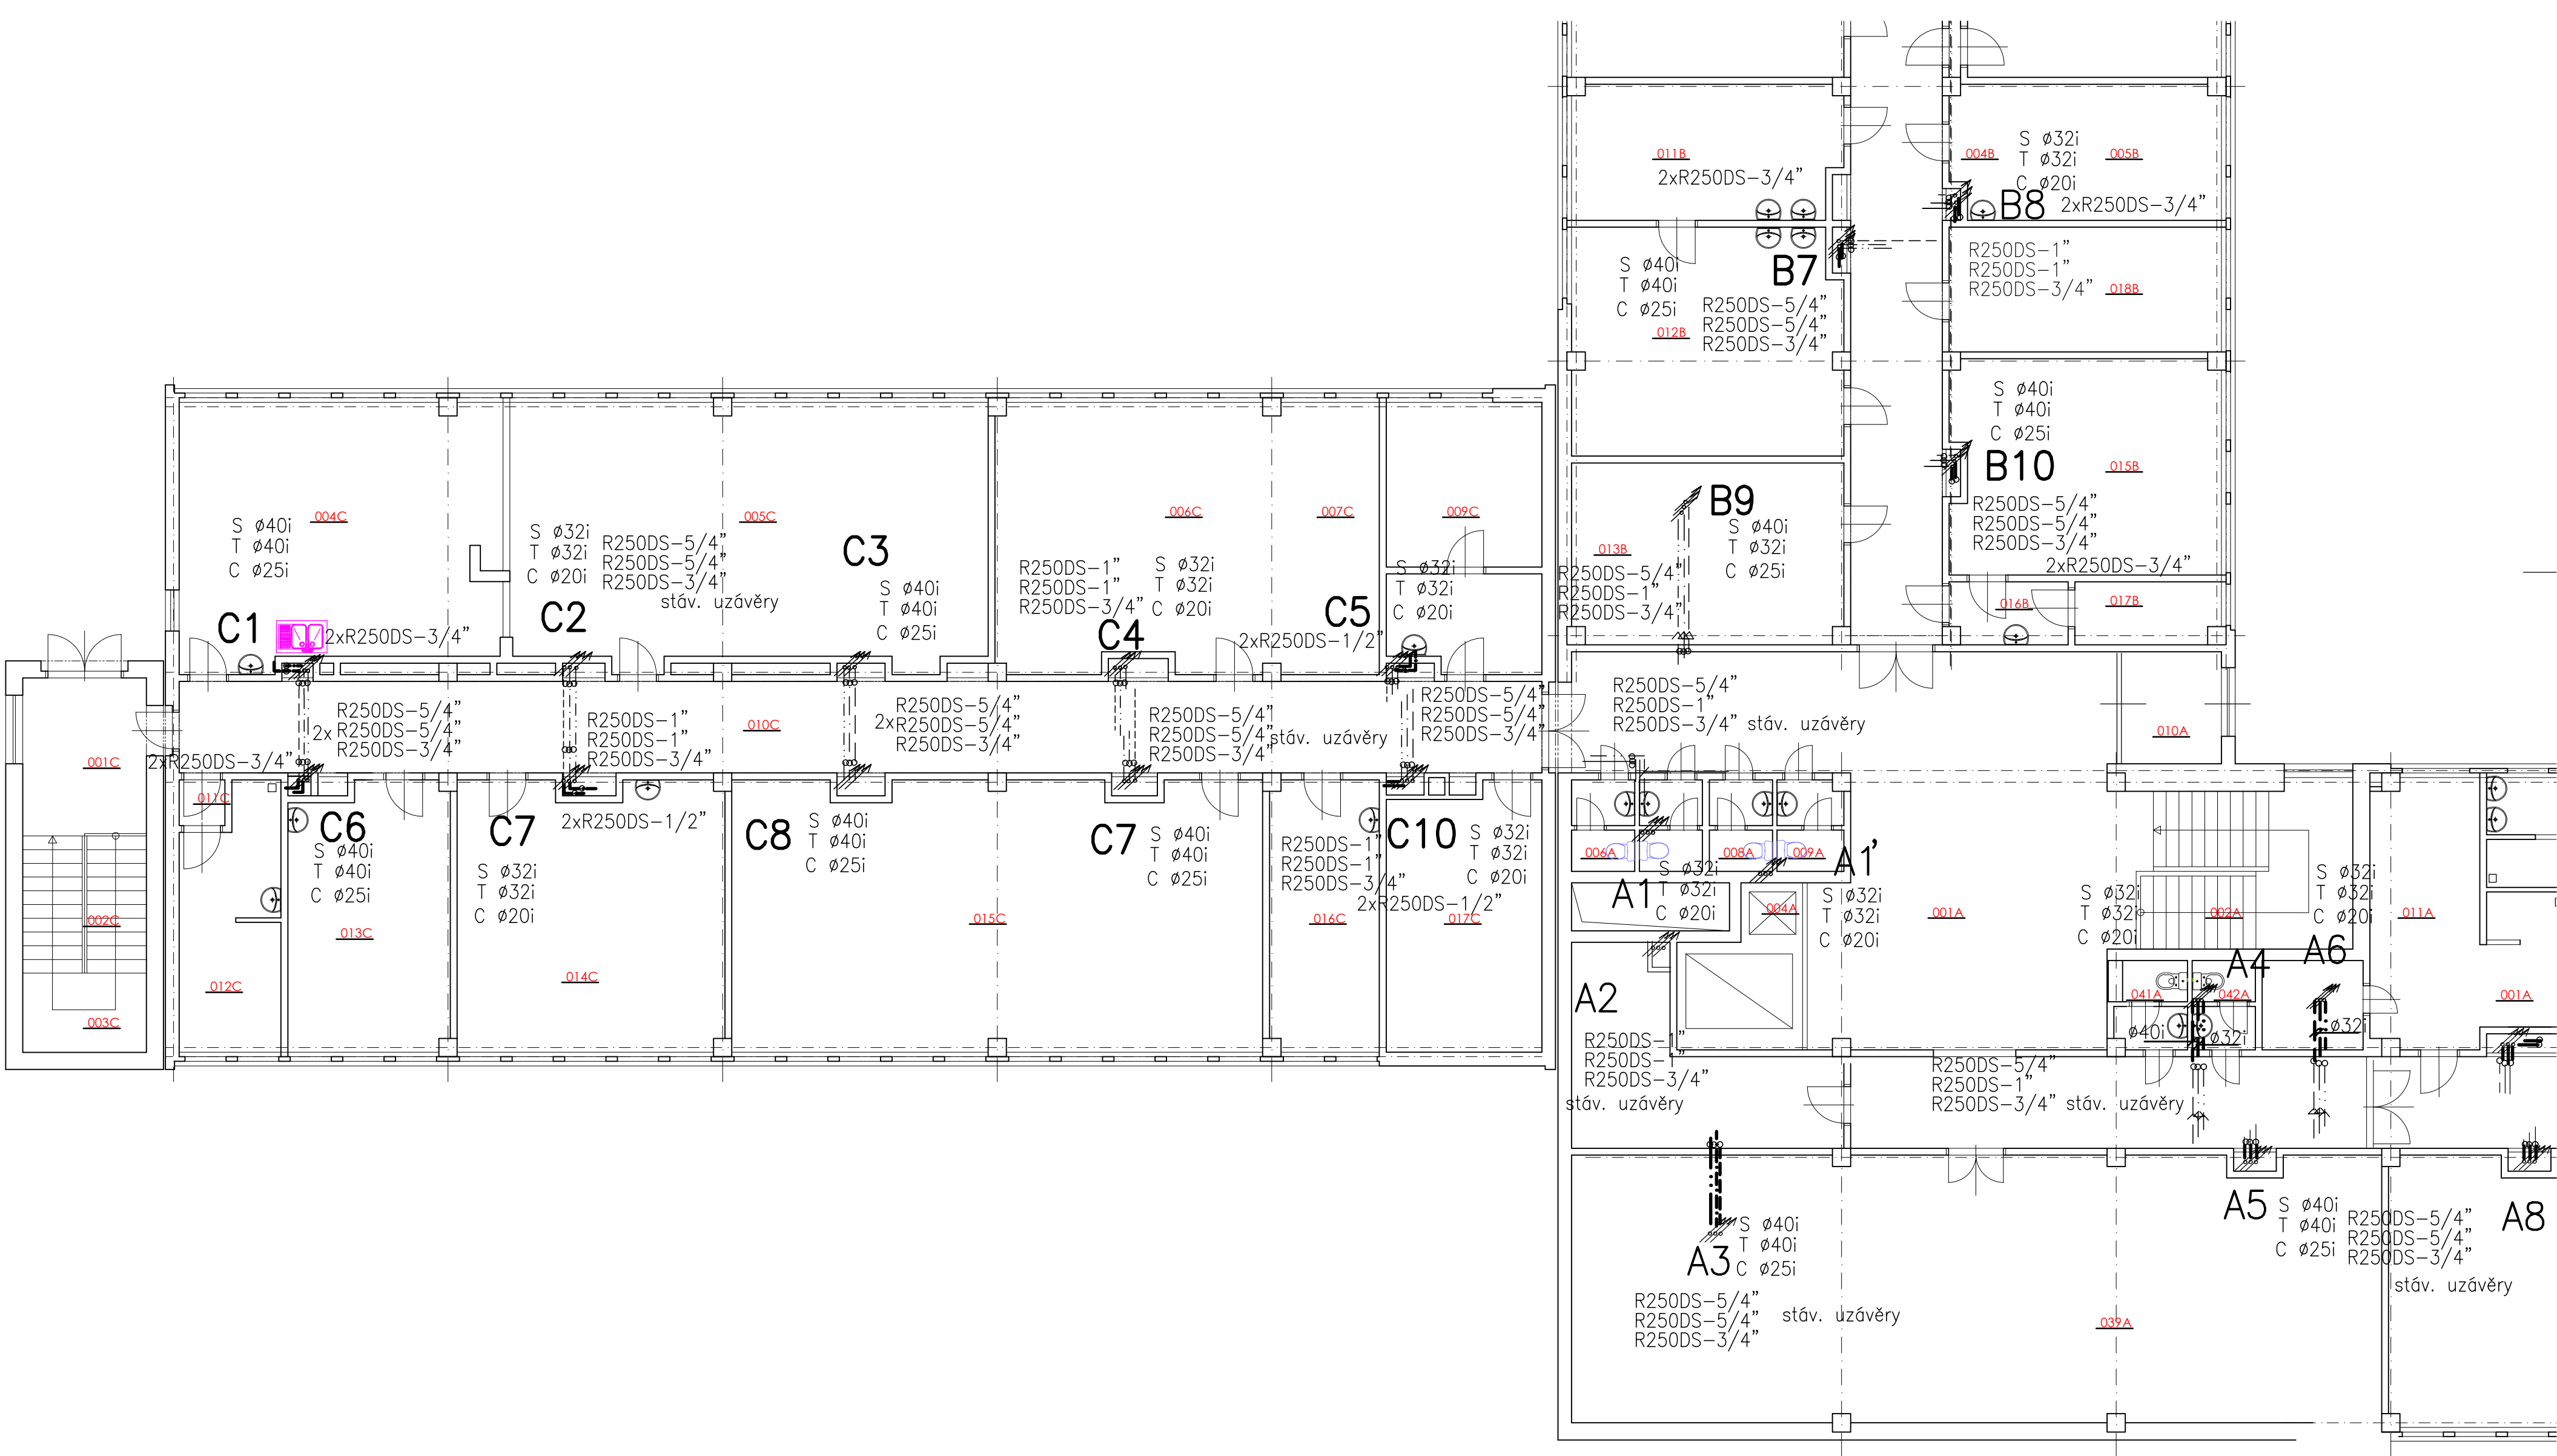 011B
2xR250DS-3/4"
S ø32i
T ø32i
C ø20i
004B
005B
B8
2xR250DS-3/4"
S ø40i
T ø40i
C ø25i
B7
R250DS-5/4"
R250DS-5/4"
R250DS-3/4"
012B
R250DS-1"
R250DS-1"
R250DS-3/4"
018B
S ø40i
T ø40i
C ø25i
B10
015B
R250DS-5/4"
R250DS-5/4"
R250DS-3/4"
2xR250DS-3/4"
016B
017B
B9
S ø40i
T ø32i
C ø25i
013B
R250DS-5/4"
R250DS-1"
R250DS-3/4"
004C
S ø40i
T ø40i
C ø25i
C1
2xR250DS-3/4"
S ø32i
T ø32i
C ø20i
C2
005C
R250DS-5/4"
R250DS-5/4"
R250DS-3/4"
stáv. uzávěry
C3
S ø40i
T ø40i
C ø25i
006C
007C
009C
R250DS-1"
R250DS-1"
R250DS-3/4"
S ø32i
T ø32i
C ø20i
C4
C5
S ø32i
T ø32i
C ø20i
2xR250DS-1/2"
001C
002C
003C
2xR250DS-3/4"
R250DS-5/4"
2xR250DS-5/4"
R250DS-3/4"
R250DS-1"
R250DS-1"
R250DS-3/4"
010C
R250DS-5/4"
2xR250DS-5/4"
R250DS-3/4"
R250DS-5/4"
R250DS-5/4"
R250DS-3/4"
stáv. uzávěry
R250DS-5/4"
R250DS-5/4"
R250DS-3/4"
R250DS-5/4"
R250DS-1"
R250DS-3/4" stáv. uzávěry
010A
011C
012C
C6
S ø40i
T ø40i
C ø25i
013C
C7
S ø32i
T ø32i
C ø20i
2xR250DS-1/2"
014C
C8
S ø40i
T ø40i
C ø25i
015C
C7
S ø40i
T ø40i
C ø25i
R250DS-1"
R250DS-1"
R250DS-3/4"
2xR250DS-1/2"
016C
C10
S ø32i
T ø32i
C ø20i
017C
006A
008A
009A
A1
S ø32i
T ø32i
C ø20i
A1'
S ø32i
T ø32i
C ø20i
004A
001A
S ø32i
T ø32i
C ø20i
002A
S ø32i
T ø32i
C ø20i
011A
A2
R250DS-1"
R250DS-1"
R250DS-3/4"
stáv. uzávěry
A4
A6
041A
042A
001A
ø40i
ø32i
ø32i
R250DS-5/4"
R250DS-1"
R250DS-3/4" stáv. uzávěry
A3
S ø40i
T ø40i
C ø25i
R250DS-5/4"
R250DS-5/4"
R250DS-3/4"
stáv. uzávěry
039A
A5
S ø40i
T ø40i
C ø25i
R250DS-5/4"
R250DS-5/4"
R250DS-3/4"
stáv. uzávěry
A8